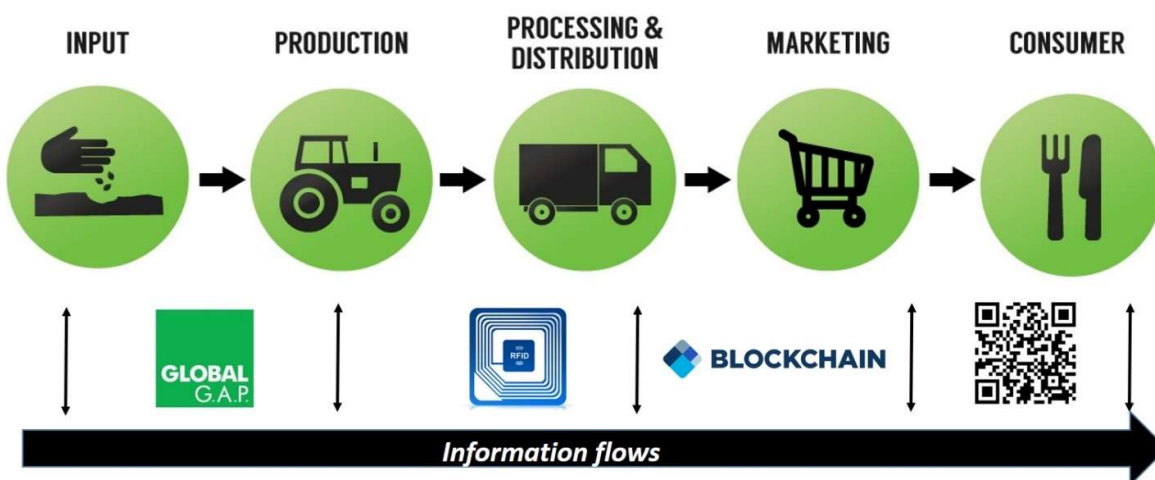 INPUT
PRODUCTION
PROCESSING &
DISTRIBUTION
MARKETING
CONSUMER
GLOBAL
G.A.P.
RFID
BLOCKCHAIN
Information flows